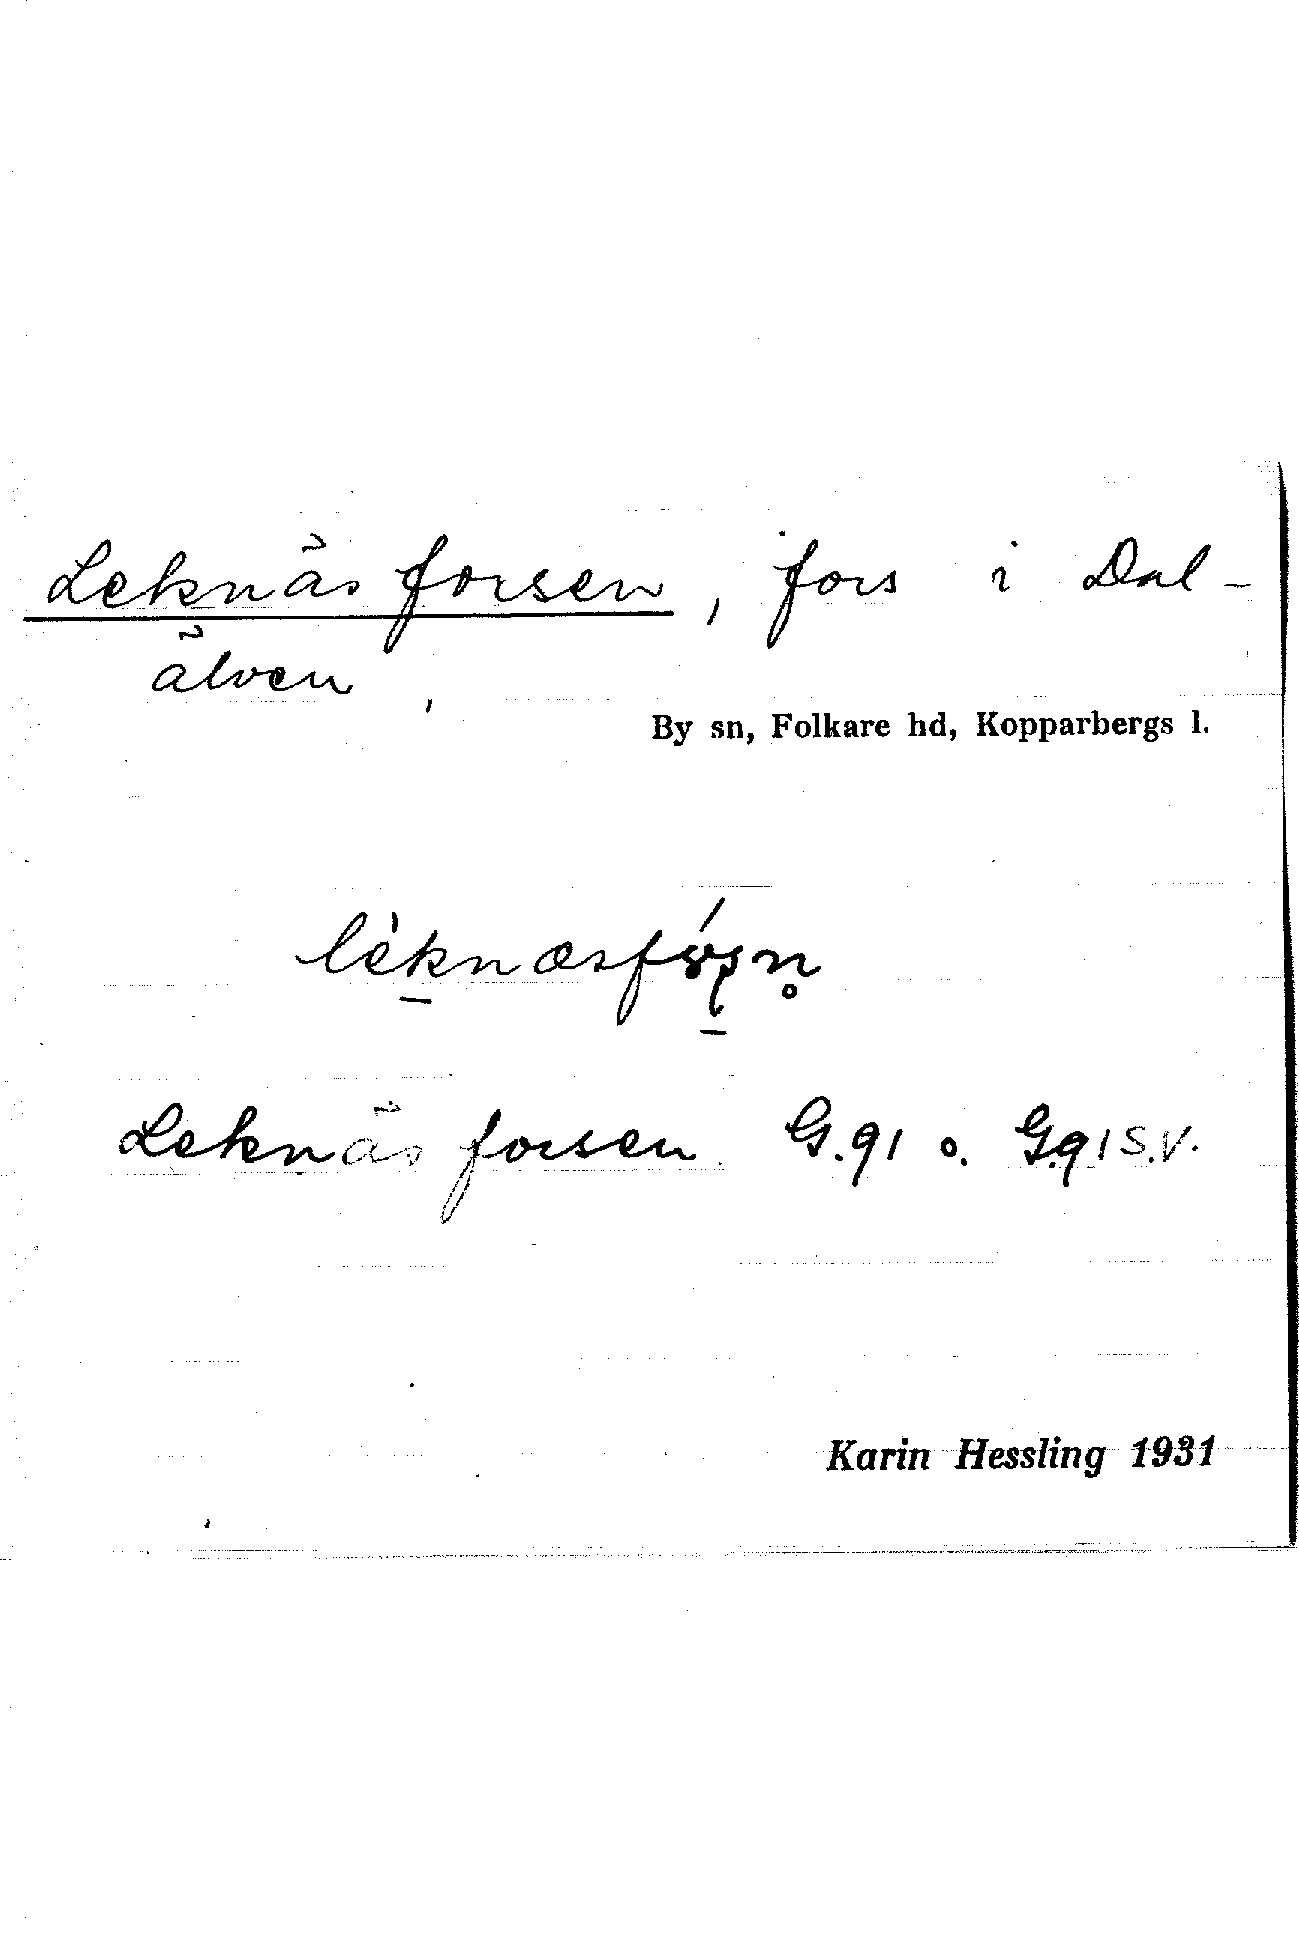 Leknäsforsen, fors i Dal-
älven,
By sn, Folkare hd, Kopparbergs l.
Leknäsforsen G.91 o. G.91 S.V.
Karin Hessling 1931